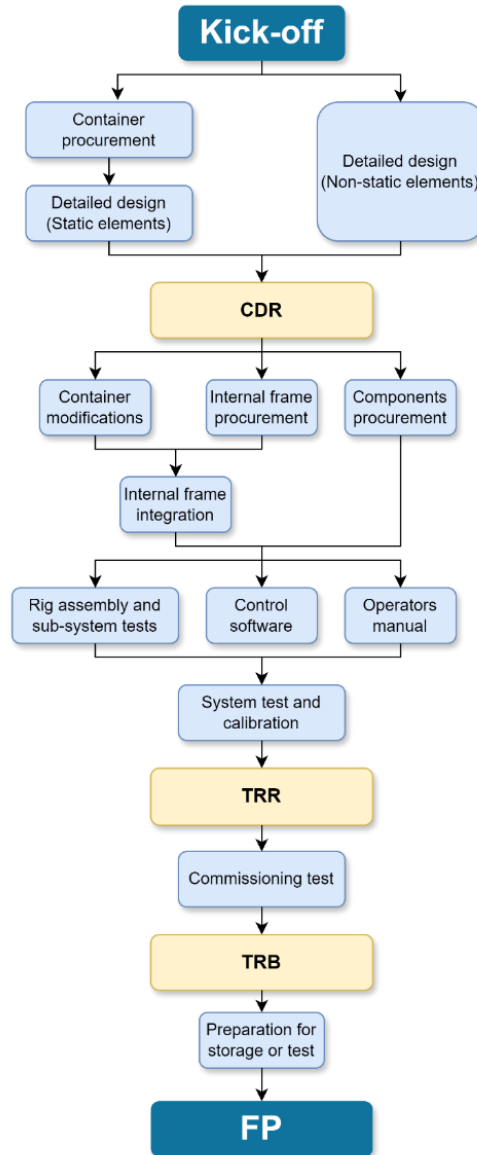 Kick-off
Container
procurement
Detailed design
(Static elements)
Detailed design
(Non-static elements)
CDR
Container
modifications
Internal frame
procurement
Components
procurement
Internal frame
integration
Rig assembly and
sub-system tests
Control
software
Operators
manual
System test and
calibration
TRR
Commissioning test
TRB
Preparation for
storage or test
FP